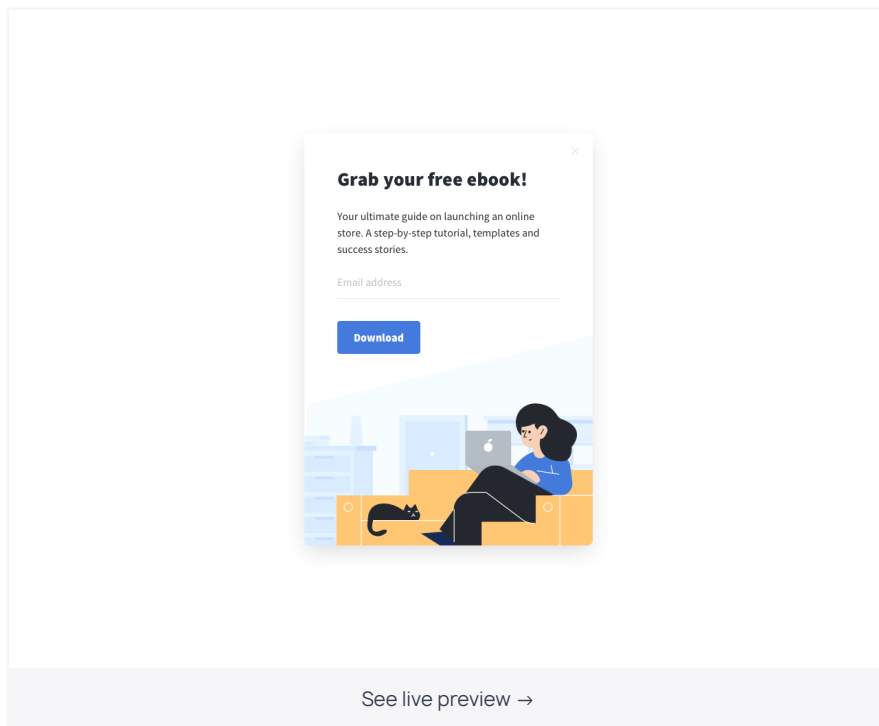 Grab your free ebook!
Your ultimate guide on launching an online
store. A step-by-step tutorial, templates and
success stories.
Email address
Download
See live preview →